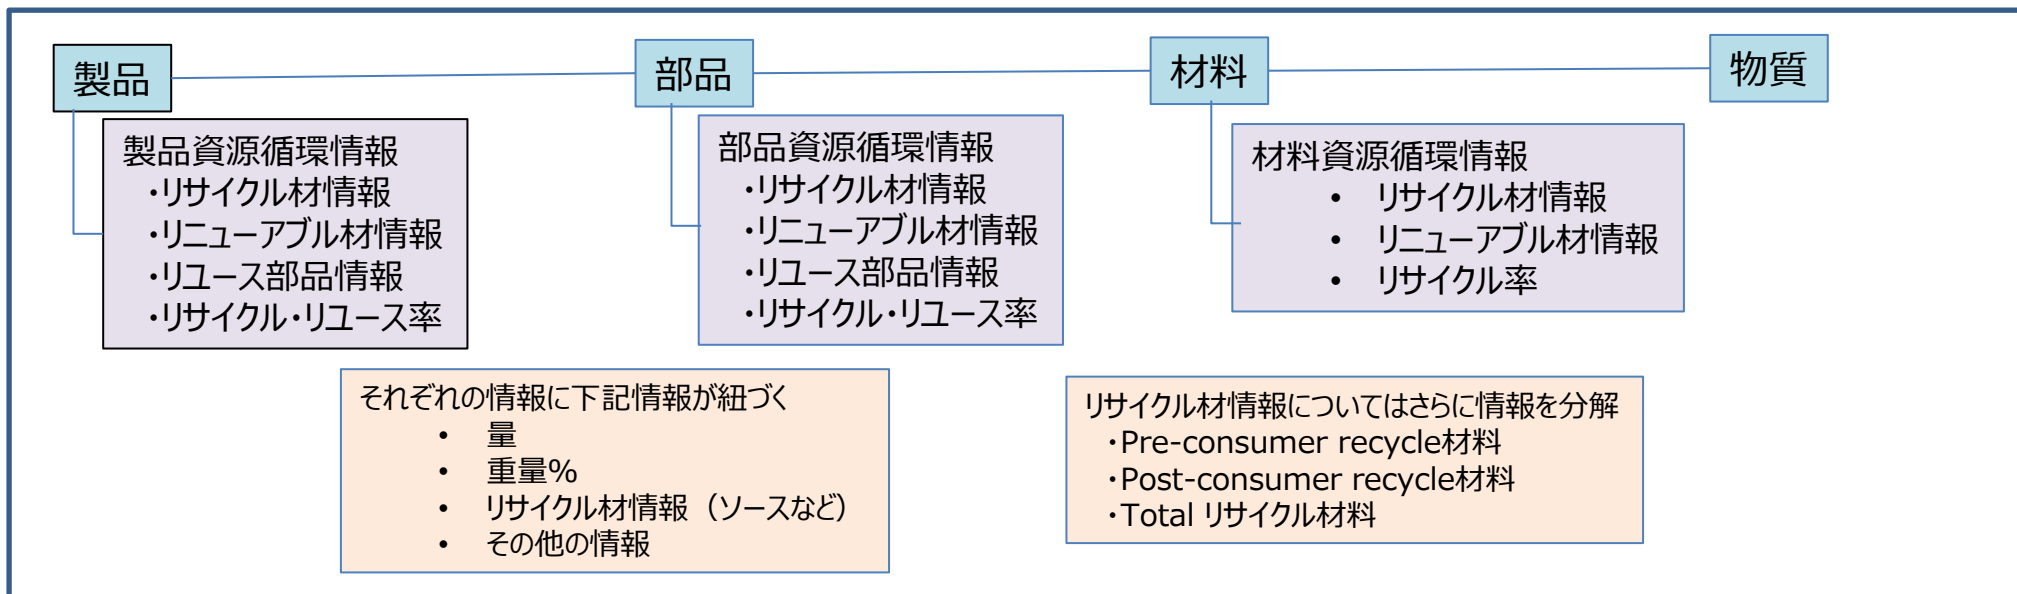 製品
部品
材料
物質
製品資源循環情報
・リサイクル材情報
・リニューアブル材情報
・リユース部品情報
・リサイクル・リユース率
部品資源循環情報
・リサイクル材情報
・リニューアブル材情報
・リユース部品情報
・リサイクル・リユース率
材料資源循環情報
• リサイクル材情報
• リニューアブル材情報
• リサイクル率
それぞれの情報に下記情報が紐づく
• 量
• 重量%
• リサイクル材情報（ソースなど）
• その他の情報
リサイクル材情報についてはさらに情報を分解
・Pre-consumer recycle材料
・Post-consumer recycle材料
・Total リサイクル材料